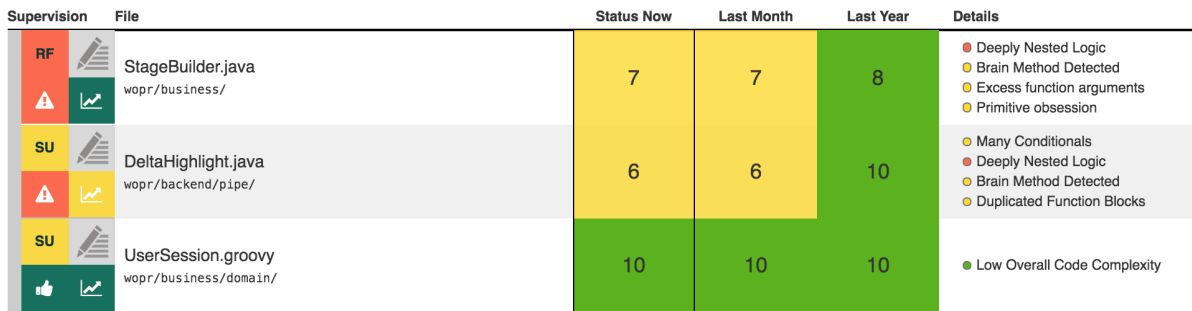 Supervision File Status Now Last Month Last Year Details
RF
StageBuilder.java
wopr/business/
7 7 8
Deeply Nested Logic
Brain Method Detected
Excess function arguments
Primitive obsession
SU
DeltaHighlight.java
wopr/backend/pipe/
6 6 10
Many Conditionals
Deeply Nested Logic
Brain Method Detected
Duplicated Function Blocks
SU
UserSession.groovy
wopr/business/domain/
10 10 10
Low Overall Code Complexity